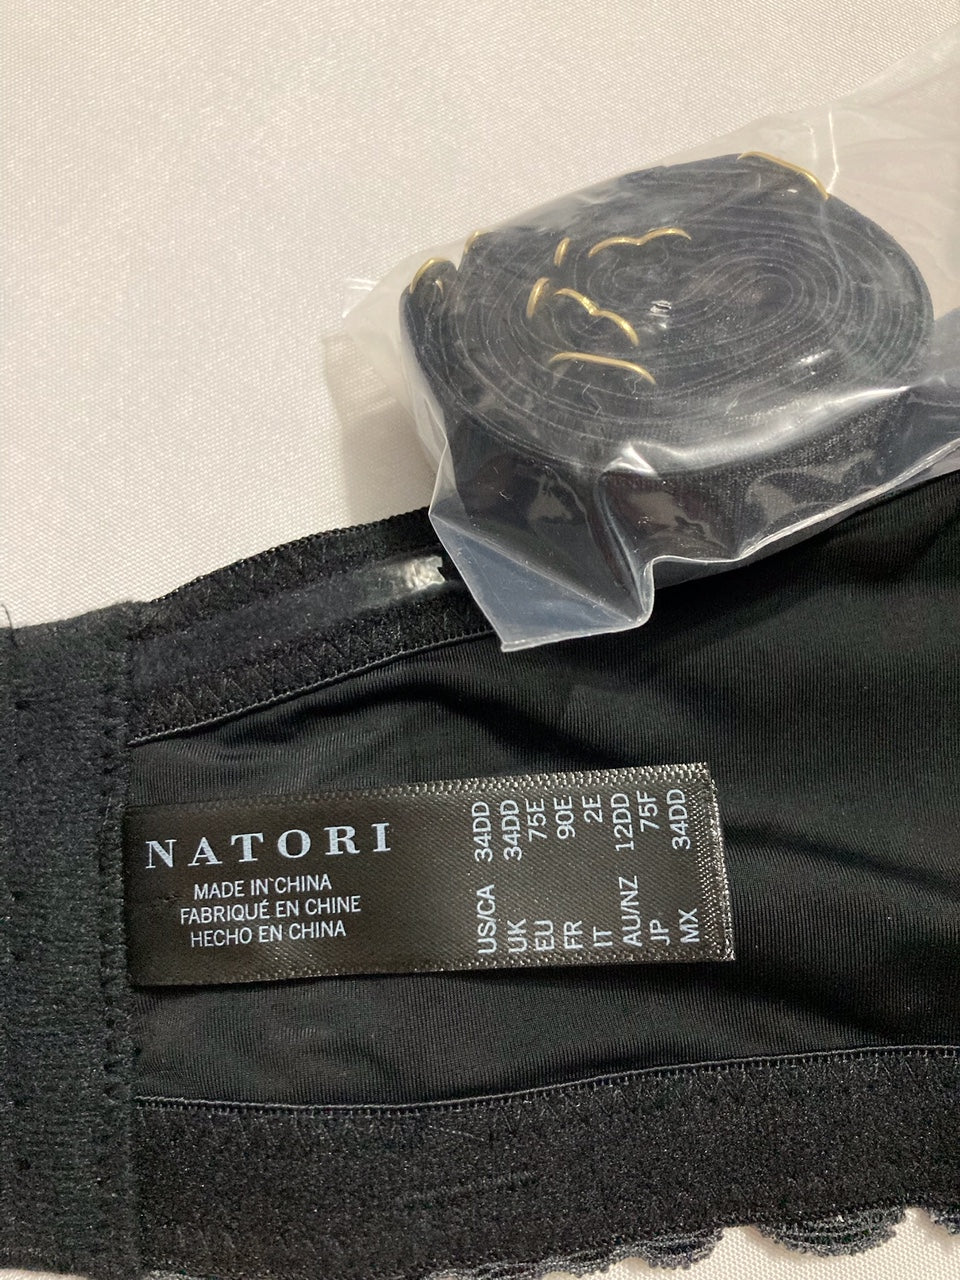 NATORI
MADE IN CHINA
FABRIQUÉ EN CHINE
HECHO EN CHINA
US/CA 34DD
UK 34DD
EU 75E
FR 90E
IT 2E
AU/NZ 12DD
JP 75F
MX 34DD